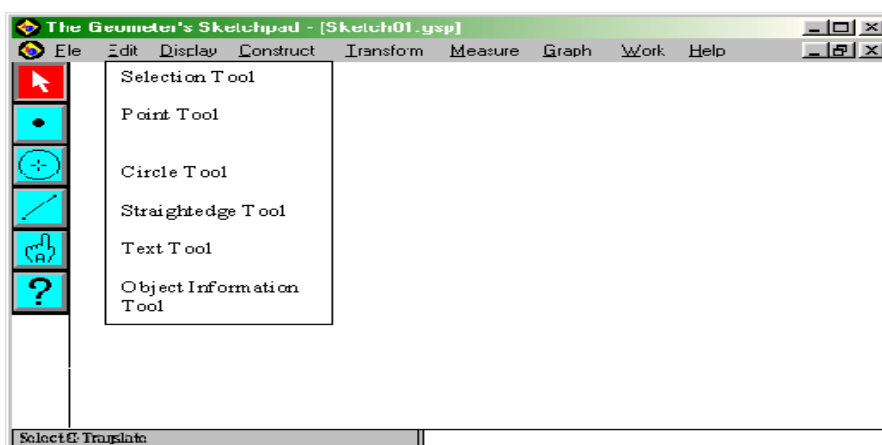 The Geometer's Sketchpad - [Sketch01.gsp]
File Edit Display Construct Transform Measure Graph Work Help
Selection Tool
Point Tool
Circle Tool
Straightedge Tool
A
Text Tool
?
Object Information
Tool
Select & Translate